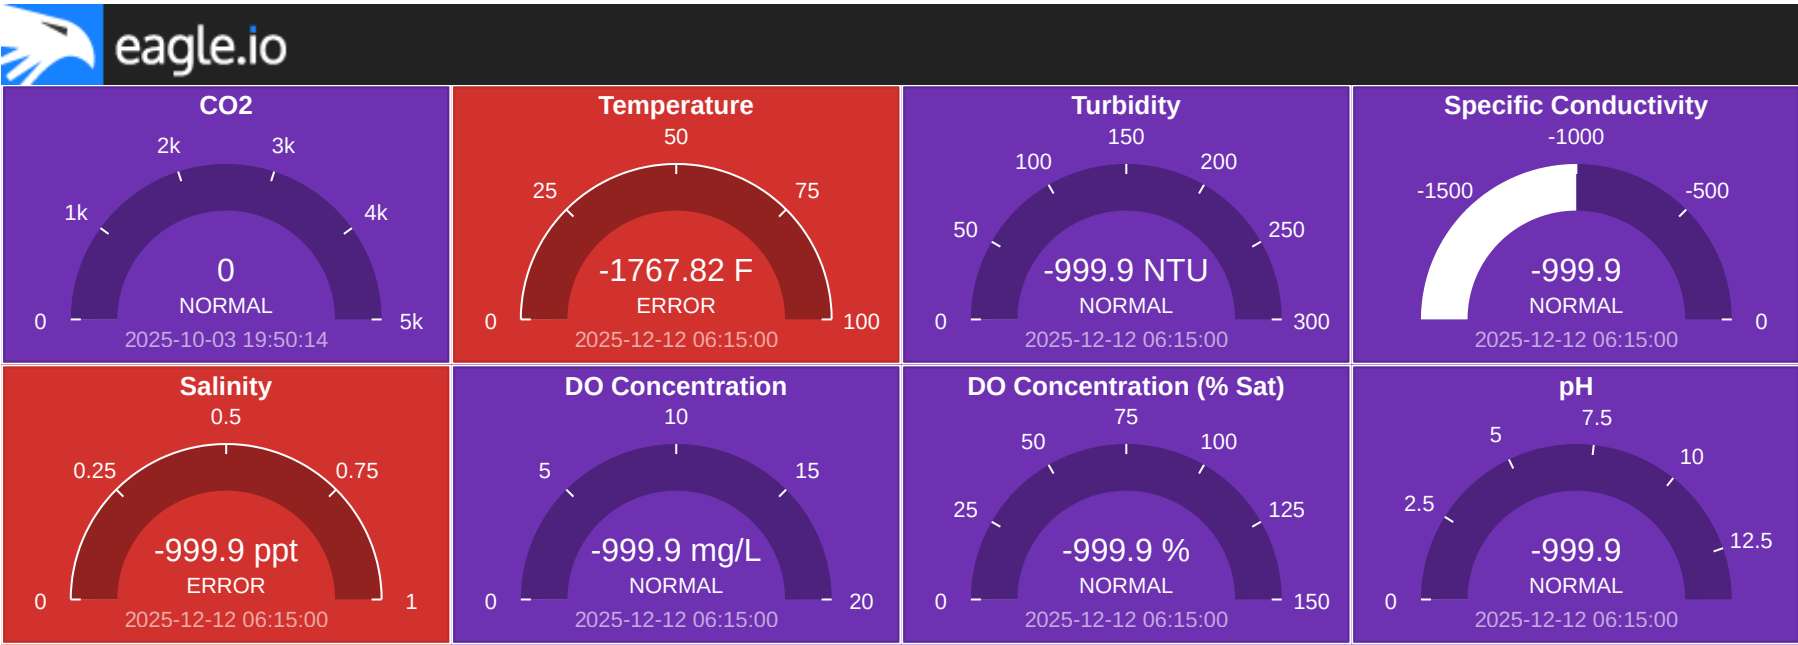 eagle.io
CO2
2k 3k
1k 4k
0
NORMAL
0 5k
2025-10-03 19:50:14
Temperature
50
25 75
-1767.82 F
ERROR
0 100
2025-12-12 06:15:00
Turbidity
150
100 200
50 250
-999.9 NTU
NORMAL
0 300
2025-12-12 06:15:00
Specific Conductivity
-1000
-1500 -500
-999.9
NORMAL
0
2025-12-12 06:15:00
Salinity
0.5
0.25 0.75
-999.9 ppt
ERROR
0 1
2025-12-12 06:15:00
DO Concentration
10
5 15
-999.9 mg/L
NORMAL
0 20
2025-12-12 06:15:00
DO Concentration (% Sat)
75
50 100
25 125
-999.9 %
NORMAL
0 150
2025-12-12 06:15:00
pH
7.5
5 10
2.5 12.5
-999.9
NORMAL
0
2025-12-12 06:15:00